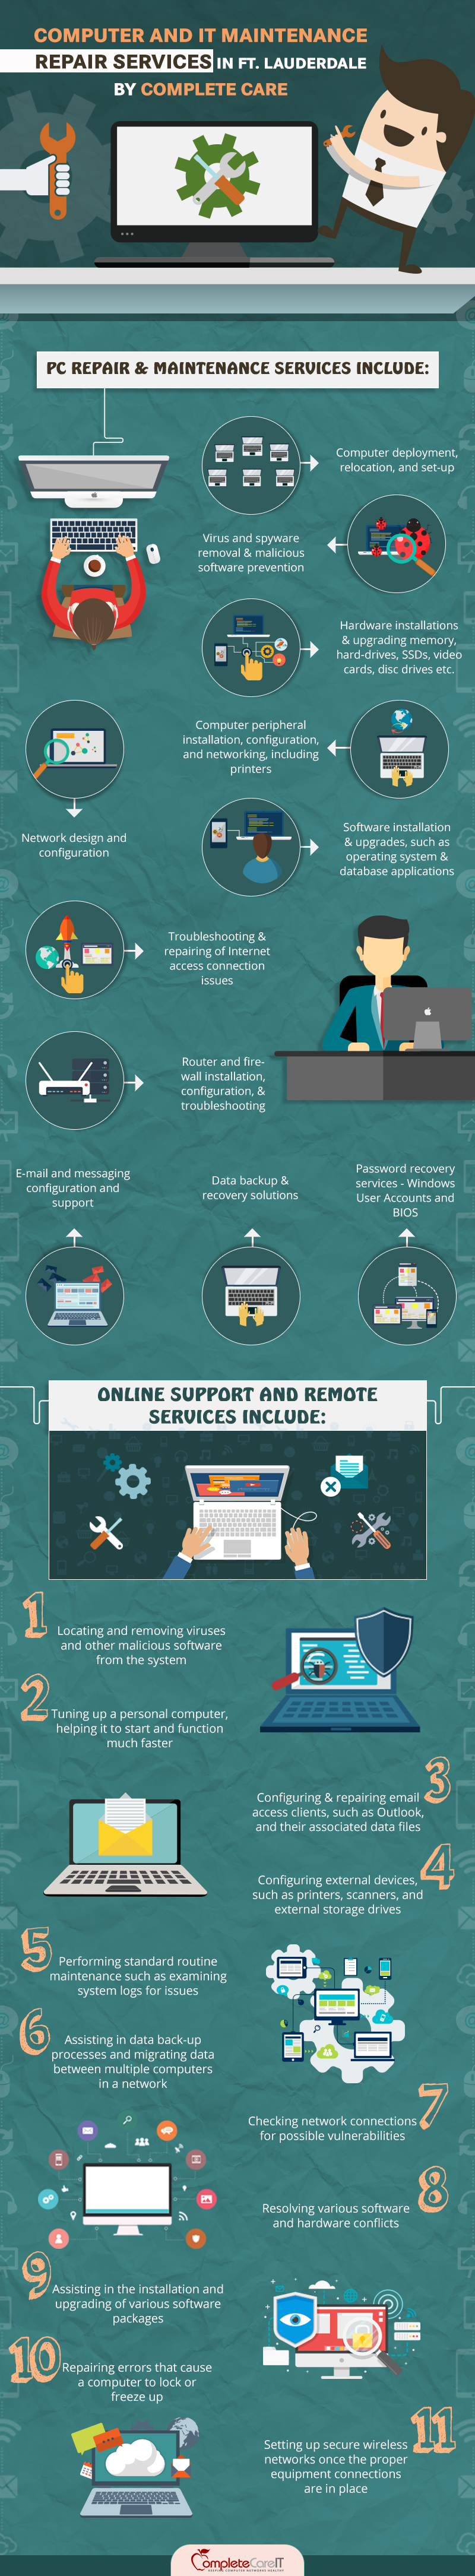 COMPUTER AND IT MAINTENANCE
REPAIR SERVICES IN FT. LAUDERDALE
BY COMPLETE CARE
PC REPAIR & MAINTENANCE SERVICES INCLUDE:
Computer deployment,
relocation, and set-up
Virus and spyware
removal & malicious
software prevention
Hardware installations
& upgrading memory,
hard-drives, SSDs, video
cards, disc drives etc.
Computer peripheral
installation, configuration,
and networking, including
printers
Network design and
configuration
Software installation
& upgrades, such as
operating system &
database applications
Troubleshooting &
repairing of Internet
access connection
issues
Router and fire-
wall installation,
configuration, &
troubleshooting
E-mail and messaging
configuration and
support
Data backup &
recovery solutions
Password recovery
services - Windows
User Accounts and
BIOS
ONLINE SUPPORT AND REMOTE
SERVICES INCLUDE:
1
Locating and removing viruses
and other malicious software
from the system
2
Tuning up a personal computer,
helping it to start and function
much faster
3
Configuring & repairing email
access clients, such as Outlook,
and their associated data files
4
Configuring external devices,
such as printers, scanners, and
external storage drives
5
Performing standard routine
maintenance such as examining
system logs for issues
6
Assisting in data back-up
processes and migrating data
between multiple computers
in a network
7
Checking network connections
for possible vulnerabilities
8
Resolving various software
and hardware conflicts
9
Assisting in the installation and
upgrading of various software
packages
10
Repairing errors that cause
a computer to lock or
freeze up
11
Setting up secure wireless
networks once the proper
equipment connections
are in place
CompleteCareIT
KEEPING COMPUTER NETWORKS HEALTHY